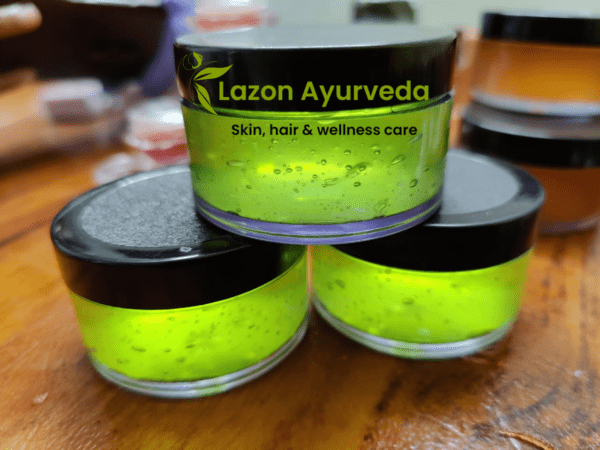 Lazon Ayurveda
Skin, hair & wellness care